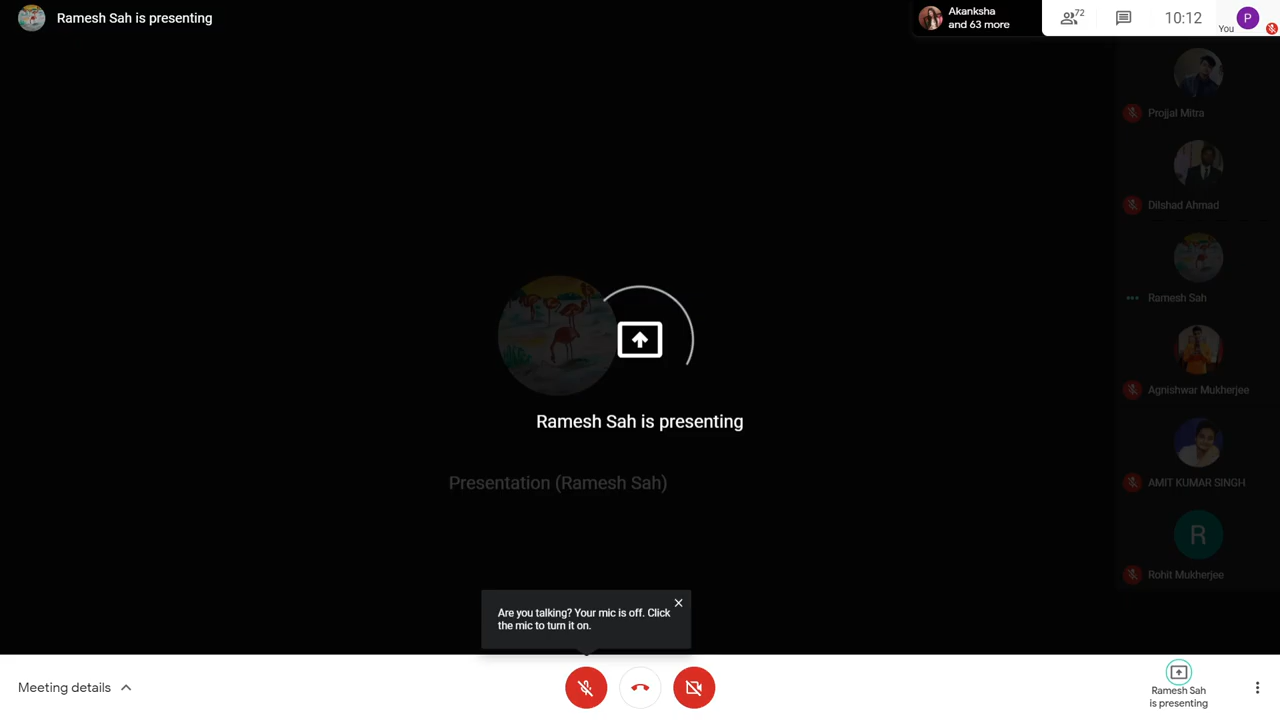 Ramesh Sah is presenting
Akanksha
and 63 more
72
10:12
P
You
Projjal Mitra
Dilshad Ahmad
Ramesh Sah
Agnishwar Mukherjee
AMIT KUMAR SINGH
R
Rohit Mukherjee
Ramesh Sah is presenting
Presentation (Ramesh Sah)
Are you talking? Your mic is off. Click
the mic to turn it on.
Meeting details
Ramesh Sah
is presenting